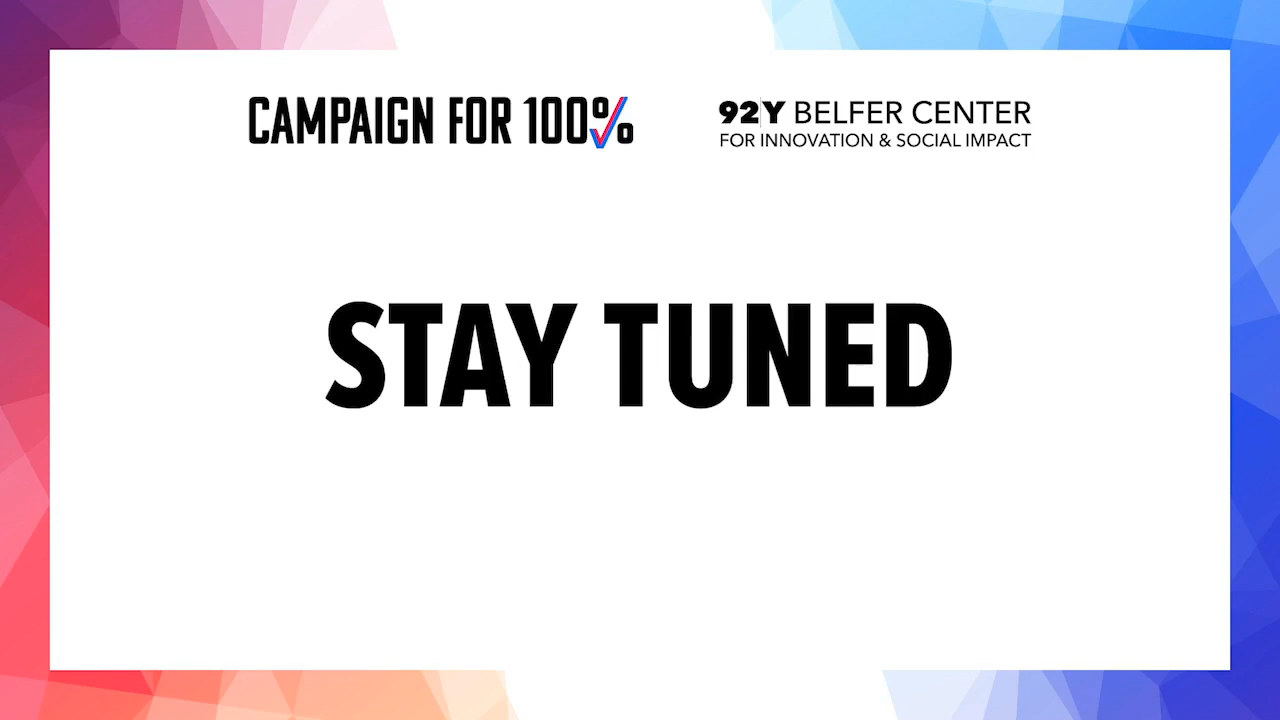 CAMPAIGN FOR 100%
92Y BELFER CENTER
FOR INNOVATION & SOCIAL IMPACT
STAY TUNED